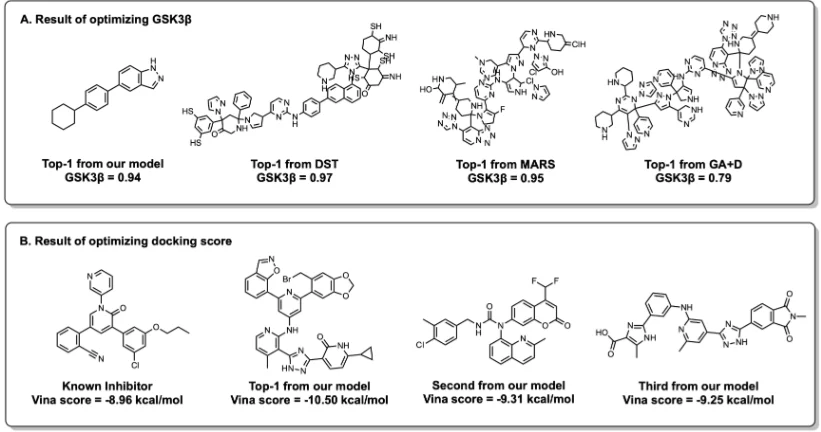 A. Result of optimizing GSK3β
Top-1 from our model
GSK3β = 0.94
Top-1 from DST
GSK3β = 0.97
Top-1 from MARS
GSK3β = 0.95
Top-1 from GA+D
GSK3β = 0.79
B. Result of optimizing docking score
Known Inhibitor
Vina score = -8.96 kcal/mol
Top-1 from our model
Vina score = -10.50 kcal/mol
Second from our model
Vina score = -9.31 kcal/mol
Third from our model
Vina score = -9.25 kcal/mol